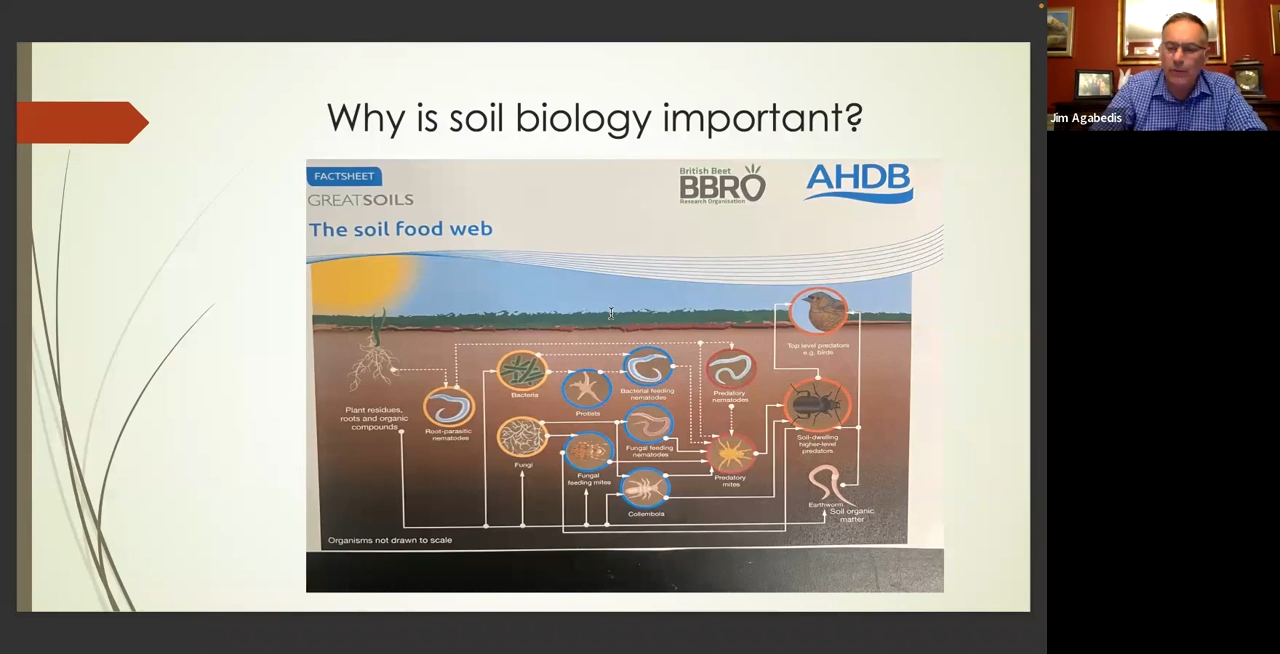 Why is soil biology important?
Jim Agabedis
FACTSHEET
GREATSOILS
The soil food web
British Beet
BBRO
Research Organisation
AHDB
Top level predators
e.g. birds
Bacteria
Protists
Bacterial feeding
nematodes
Predatory
nematodes
Plant residues,
roots and organic
compounds
Root-parasitic
nematodes
Fungi
Fungal
feeding mites
Fungal feeding
nematodes
Predatory
mites
Soil-dwelling
higher-level
predators
Collembola
Earthworm
Soil organic
matter
Organisms not drawn to scale